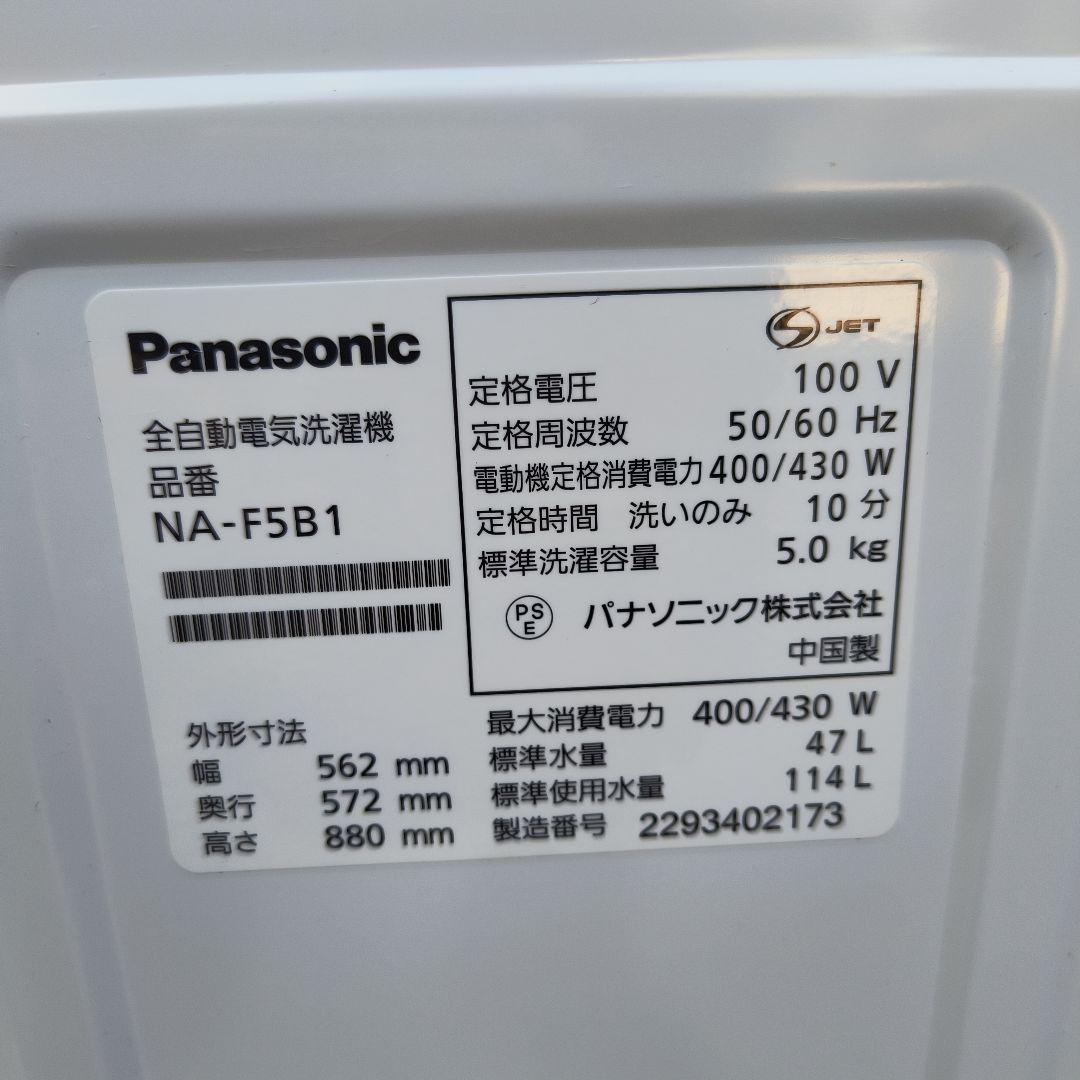 Panasonic
全自動電気洗濯機
品番
NA-F5B1
外形寸法
幅 562 mm
奥行 572 mm
高さ 880 mm
S JET
定格電圧 100 V
定格周波数 50/60 Hz
電動機定格消費電力 400/430 W
定格時間 洗いのみ 10 分
標準洗濯容量 5.0 kg
PS
E
パナソニック株式会社
中国製
最大消費電力 400/430 W
標準水量 47 L
標準使用水量 114 L
製造番号 2293402173